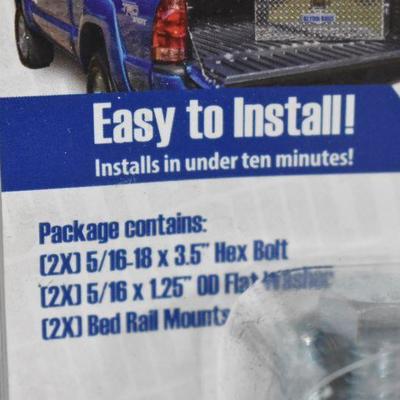 Easy to Install!
Installs in under ten minutes!
Package contains:
(2X) 5/16-18 x 3.5" Hex Bolt
(2X) 5/16 x 1.25" OD Flat Washer
(2X) Bed Rail Mounts